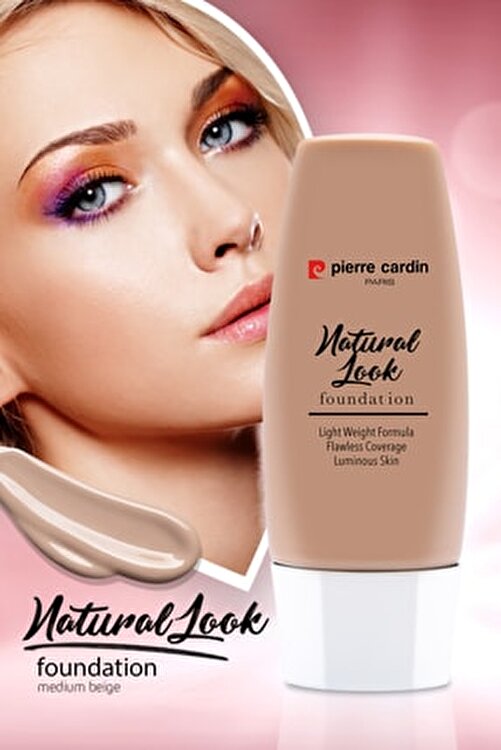 pierre cardin
PARIS
Natural
Look
foundation
Light Weight Formula
Flawless Coverage
Luminous Skin
Natural Look
foundation
medium beige